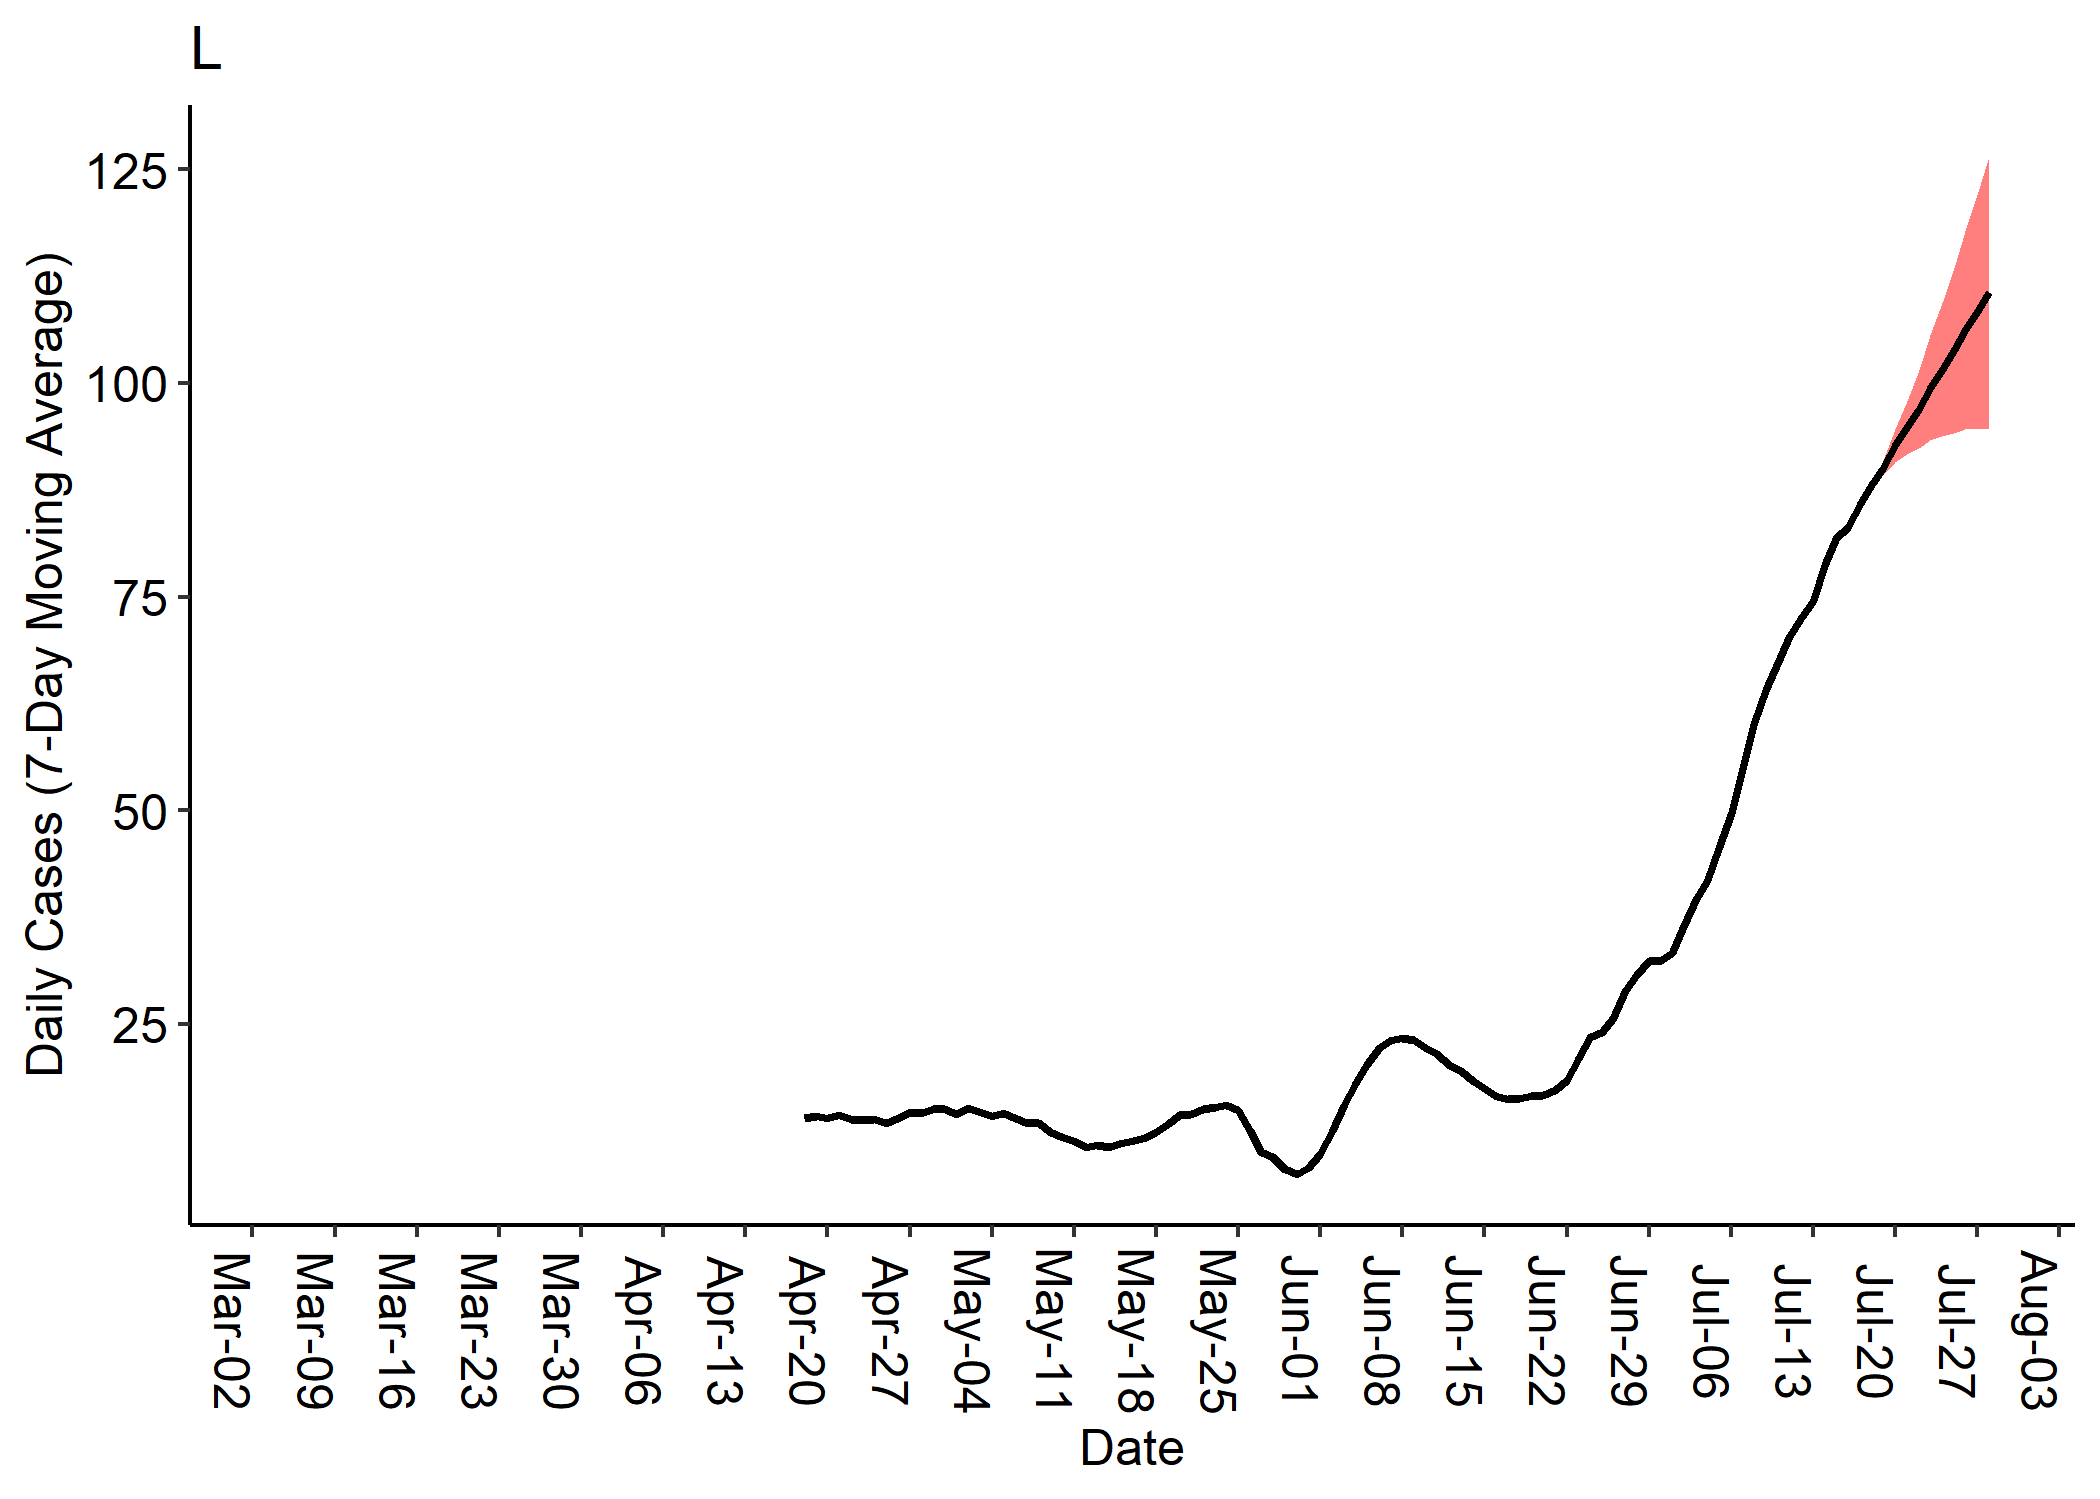 L
Daily Cases (7-Day Moving Average)
125
100
75
50
25
Mar-02
Mar-09
Mar-16
Mar-23
Mar-30
Apr-06
Apr-13
Apr-20
Apr-27
May-04
May-11
May-18
May-25
Jun-01
Jun-08
Jun-15
Jun-22
Jun-29
Jul-06
Jul-13
Jul-20
Jul-27
Aug-03
Date